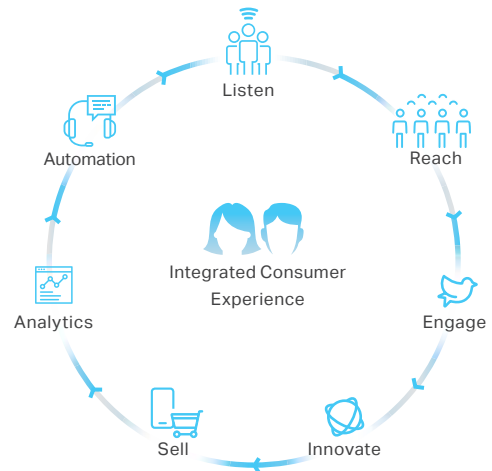 Listen
Reach
Automation
Integrated Consumer
Experience
Analytics
Engage
Sell
Innovate